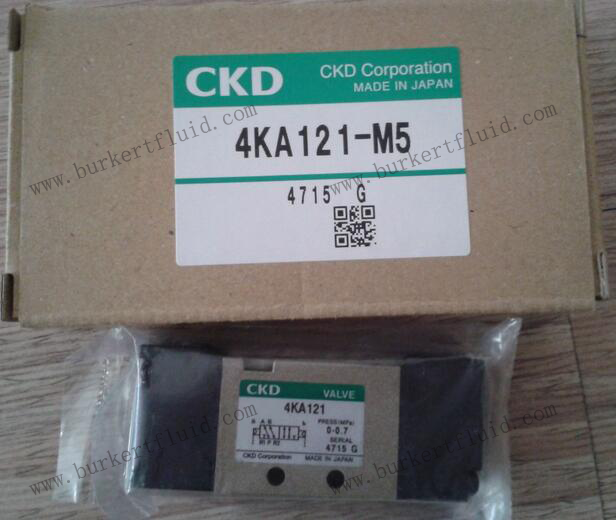 CKD
CKD Corporation
MADE IN JAPAN
4KA121-M5
4715 G
www.burkertfluid.com
www.burkertfluid.com
www.burkertfluid.com
www.burkertfluid.com
CKD VALVE
4KA121
A B
PRESS(MPa)
0-0.7
R1 P R2
SERIAL
4715 G
CKD Corporation MADE IN JAPAN
www.burkertfluid.com
www.burkertfluid.com